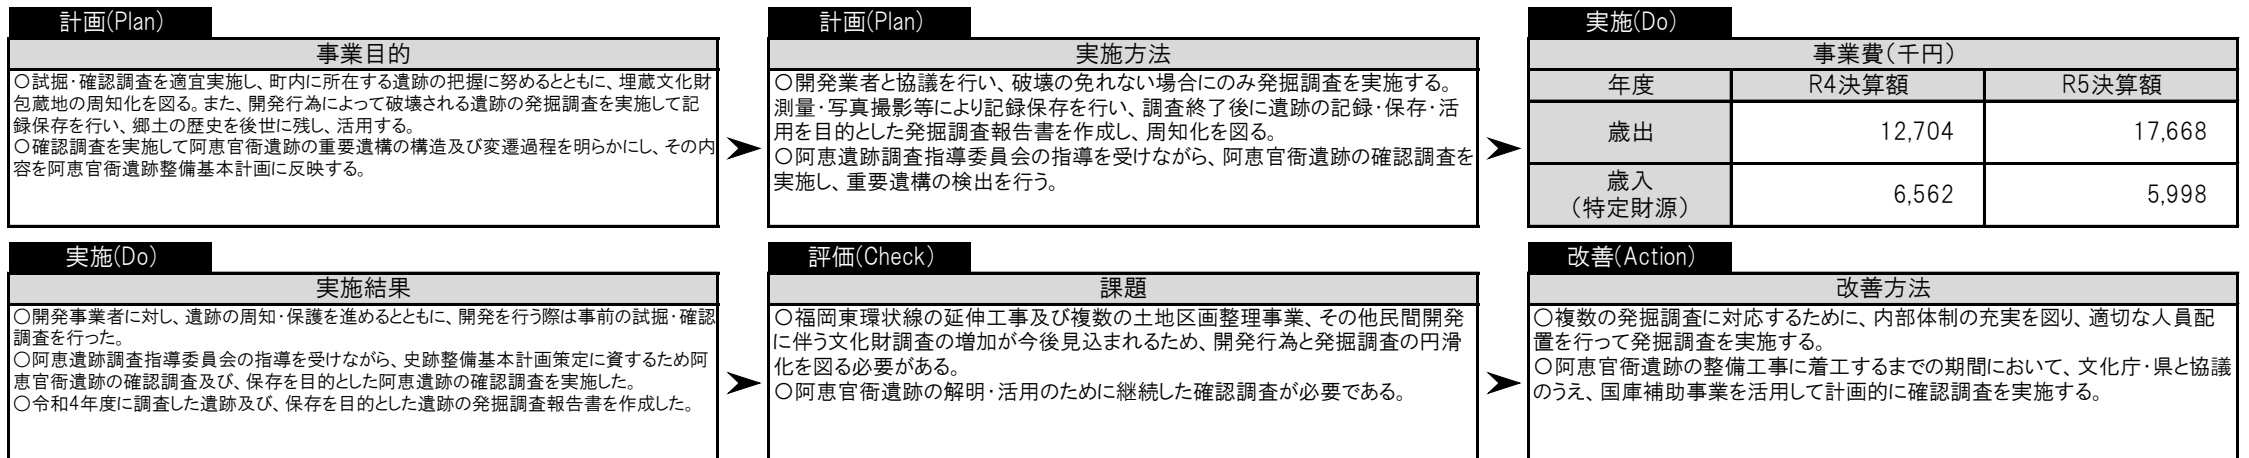 計画(Plan)
事業目的
○試掘・確認調査を適宜実施し、町内に所在する遺跡の把握に努めるとともに、埋蔵文化財
包蔵地の周知化を図る。また、開発行為によって破壊される遺跡の発掘調査を実施して記
録保存を行い、郷土の歴史を後世に残し、活用する。
○確認調査を実施して阿恵官衙遺跡の重要遺構の構造及び変遷過程を明らかにし、その内
容を阿恵官衙遺跡整備基本計画に反映する。
計画(Plan)
実施方法
○開発業者と協議を行い、破壊の免れない場合にのみ発掘調査を実施する。
測量・写真撮影等により記録保存を行い、調査終了後に遺跡の記録・保存・活
用を目的とした発掘調査報告書を作成し、周知化を図る。
○阿恵遺跡調査指導委員会の指導を受けながら、阿恵官衙遺跡の確認調査を
実施し、重要遺構の検出を行う。
実施(Do)
事業費(千円)
年度 R4決算額 R5決算額
歳出 12,704 17,668
歳入
(特定財源) 6,562 5,998
実施(Do)
実施結果
○開発事業者に対し、遺跡の周知・保護を進めるとともに、開発を行う際は事前の試掘・確認
調査を行った。
○阿恵遺跡調査指導委員会の指導を受けながら、史跡整備基本計画策定に資するため阿
恵官衙遺跡の確認調査及び、保存を目的とした阿恵遺跡の確認調査を実施した。
○令和4年度に調査した遺跡及び、保存を目的とした遺跡の発掘調査報告書を作成した。
評価(Check)
課題
○福岡東環状線の延伸工事及び複数の土地区画整理事業、その他民間開発
に伴う文化財調査の増加が今後見込まれるため、開発行為と発掘調査の円滑
化を図る必要がある。
○阿恵官衙遺跡の解明・活用のために継続した確認調査が必要である。
改善(Action)
改善方法
○複数の発掘調査に対応するために、内部体制の充実を図り、適切な人員配
置を行って発掘調査を実施する。
○阿恵官衙遺跡の整備工事に着工するまでの期間において、文化庁・県と協議
のうえ、国庫補助事業を活用して計画的に確認調査を実施する。